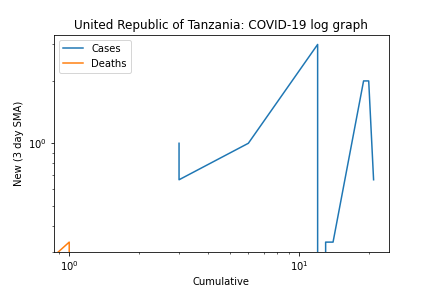 United Republic of Tanzania: COVID-19 log graph
Cases
Deaths
New (3 day SMA)
10⁰
10⁰
10¹
Cumulative